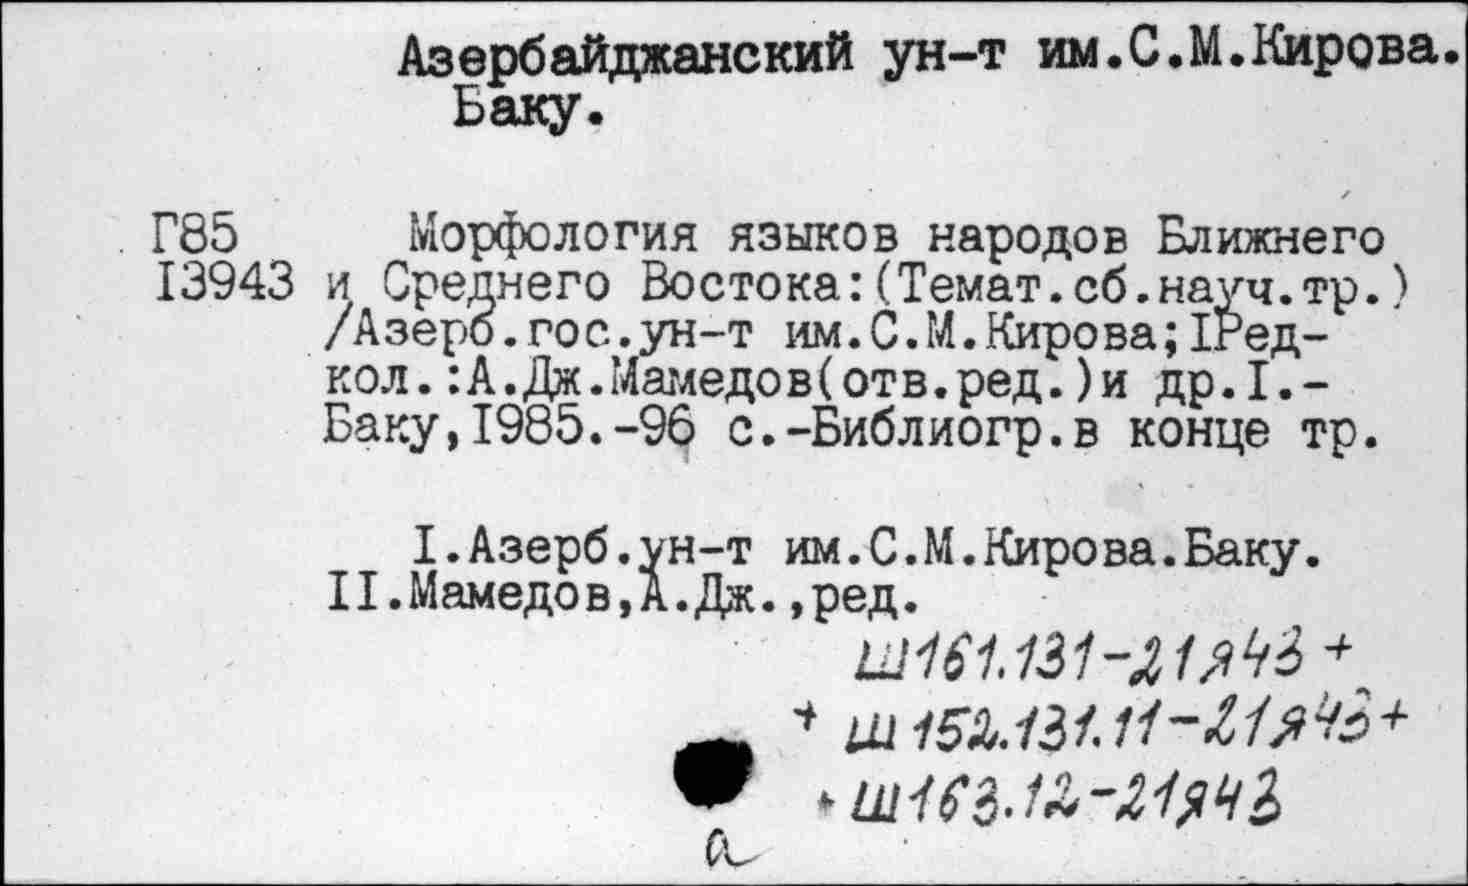 Азербайджанский ун-т им.С.М.Кирова.
Баку.
Г85 Морфология языков народов Ближнего
I3943 и Среднего Востока:(Темат.сб.науч.тр.)
/Азерб.гос.ун-т им.С.М.Кирова;IРед-
кол.:А.Дж.Мамедов(отв.ред.)и др.I.-
Баку,I985.-96 с.-Библиогр.в конце тр.
I.Азерб.ун-т им.С.М.Кирова.Баку.
II.Мамедов,А.Дж.,ред.
Ш161.131-21я43 +
+ Ш152.131.11-21я43+
+ Ш163.12-21я43